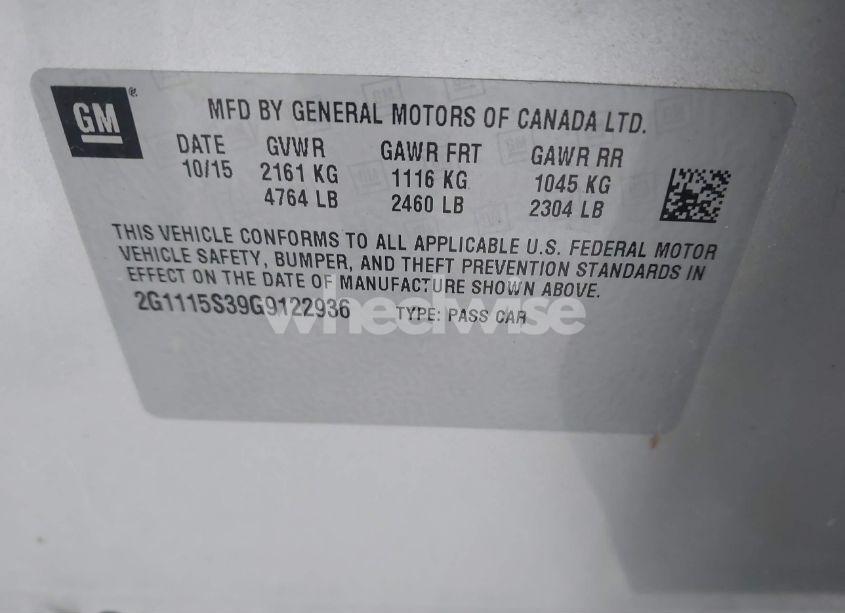 GM
MFD BY GENERAL MOTORS OF CANADA LTD.
DATE GVWR GAWR FRT GAWR RR
10/15 2161 KG 1116 KG 1045 KG
4764 LB 2460 LB 2304 LB
THIS VEHICLE CONFORMS TO ALL APPLICABLE U.S. FEDERAL MOTOR
VEHICLE SAFETY, BUMPER, AND THEFT PREVENTION STANDARDS IN
EFFECT ON THE DATE OF MANUFACTURE SHOWN ABOVE.
2G1115S39G9122936 TYPE: PASS CAR
wheelwise